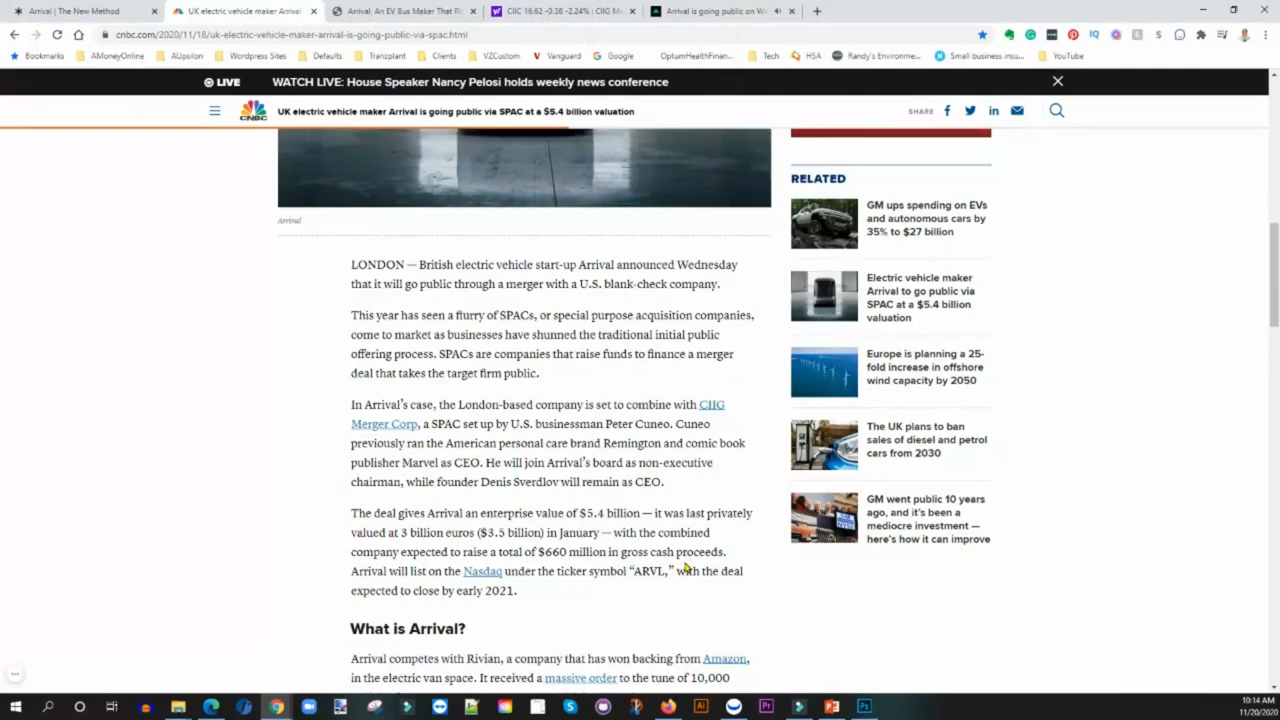 Arrival | The New Method
UK electric vehicle maker Arrival
Arrival, An EV Bus Maker That Ri
CIIC 16.62 -0.38 -2.24% : CIIG Me
Arrival is going public on Wa
cnbc.com/2020/11/18/uk-electric-vehicle-maker-arrival-is-going-public-via-spac.html
Bookmarks
AMoneyOnline
AUpsilon
Wordpress Sites
Defaults
Transplant
Clients
VZCustom
Vanguard
Google
OptumHealthFinan...
Tech
HSA
Randy's Environme...
Small business insu...
YouTube
LIVE
WATCH LIVE: House Speaker Nancy Pelosi holds weekly news conference
CNBC
UK electric vehicle maker Arrival is going public via SPAC at a $5.4 billion valuation
SHARE
Arrival
LONDON — British electric vehicle start-up Arrival announced Wednesday
that it will go public through a merger with a U.S. blank-check company.
This year has seen a flurry of SPACs, or special purpose acquisition companies,
come to market as businesses have shunned the traditional initial public
offering process. SPACs are companies that raise funds to finance a merger
deal that takes the target firm public.
In Arrival's case, the London-based company is set to combine with CIIG
Merger Corp, a SPAC set up by U.S. businessman Peter Cuneo. Cuneo
previously ran the American personal care brand Remington and comic book
publisher Marvel as CEO. He will join Arrival's board as non-executive
chairman, while founder Denis Sverdlov will remain as CEO.
The deal gives Arrival an enterprise value of $5.4 billion — it was last privately
valued at 3 billion euros ($3.5 billion) in January — with the combined
company expected to raise a total of $660 million in gross cash proceeds.
Arrival will list on the Nasdaq under the ticker symbol “ARVL,” with the deal
expected to close by early 2021.
What is Arrival?
Arrival competes with Rivian, a company that has won backing from Amazon,
in the electric van space. It received a massive order to the tune of 10,000
RELATED
GM ups spending on EVs
and autonomous cars by
35% to $27 billion
Electric vehicle maker
Arrival to go public via
SPAC at a $5.4 billion
valuation
Europe is planning a 25-
fold increase in offshore
wind capacity by 2050
The UK plans to ban
sales of diesel and petrol
cars from 2030
GM went public 10 years
ago, and it's been a
mediocre investment —
here's how it can improve
10:14 AM
11/20/2020